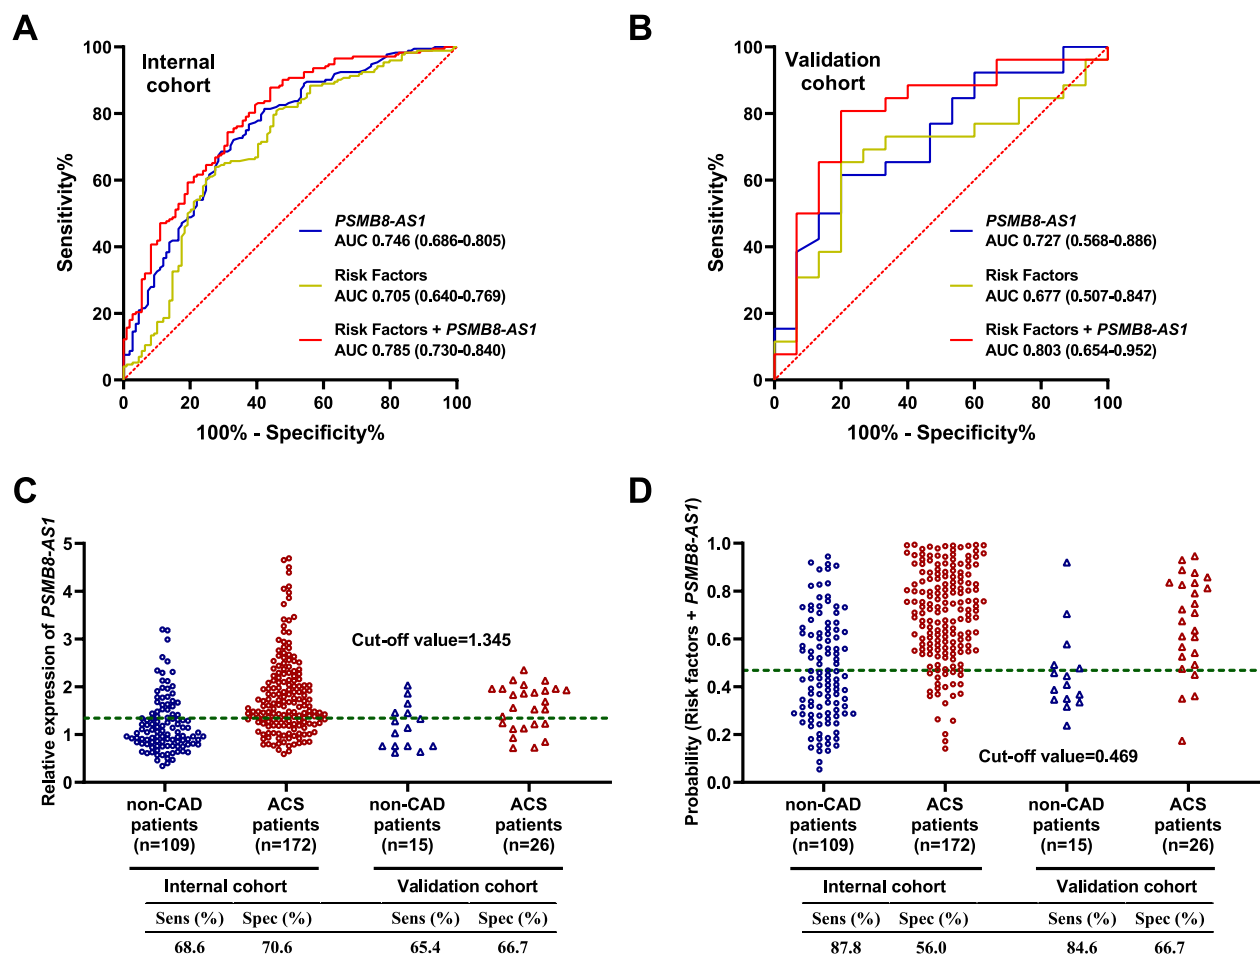 A
Internal
cohort
Sensitivity%
100
80
60
40
20
0
0 20 40 60 80 100
100% - Specificity%
PSMB8-AS1
AUC 0.746 (0.686-0.805)
Risk Factors
AUC 0.705 (0.640-0.769)
Risk Factors + PSMB8-AS1
AUC 0.785 (0.730-0.840)
B
Validation
cohort
Sensitivity%
100
80
60
40
20
0
0 20 40 60 80 100
100% - Specificity%
PSMB8-AS1
AUC 0.727 (0.568-0.886)
Risk Factors
AUC 0.677 (0.507-0.847)
Risk Factors + PSMB8-AS1
AUC 0.803 (0.654-0.952)
C
Relative expression of PSMB8-AS1
5
4
3
2
1
0
Cut-off value=1.345
non-CAD patients (n=109)
ACS patients (n=172)
non-CAD patients (n=15)
ACS patients (n=26)
Internal cohort Validation cohort
Sens (%) Spec (%) Sens (%) Spec (%)
68.6 70.6 65.4 66.7
D
Probability (Risk factors + PSMB8-AS1)
1.0
0.8
0.6
0.4
0.2
0.0
Cut-off value=0.469
non-CAD patients (n=109)
ACS patients (n=172)
non-CAD patients (n=15)
ACS patients (n=26)
Internal cohort Validation cohort
Sens (%) Spec (%) Sens (%) Spec (%)
87.8 56.0 84.6 66.7